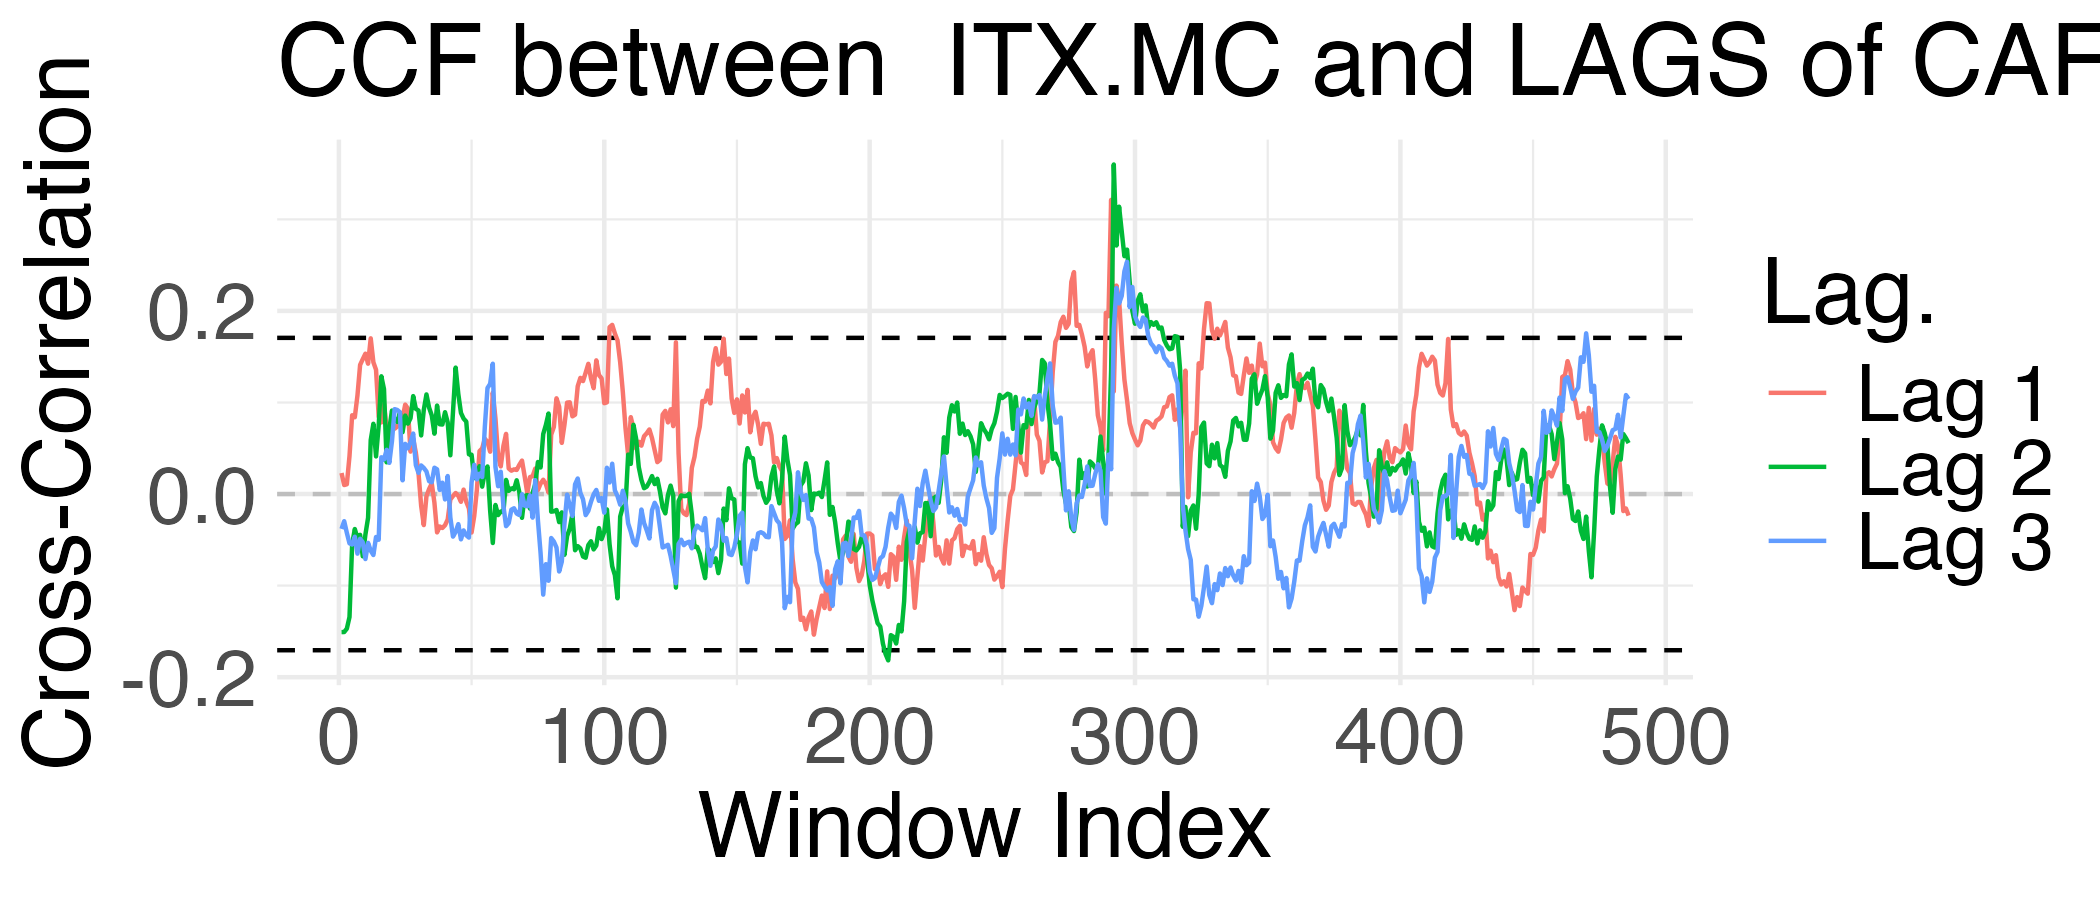 CCF between ITX.MC and LAGS of CAF
Cross-Correlation
0.2
0.0
-0.2
0
100
200
300
400
500
Window Index
Lag.
Lag 1
Lag 2
Lag 3